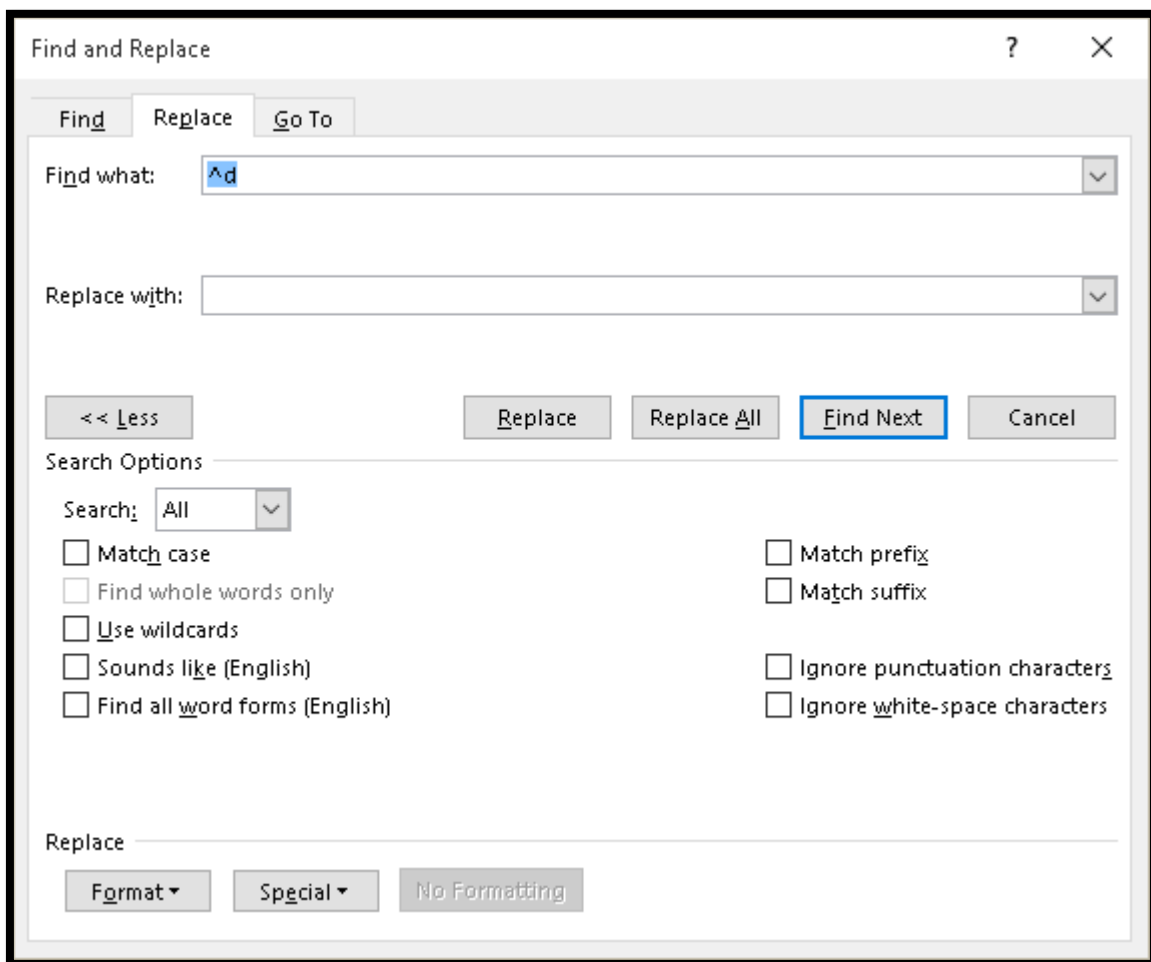 Find and Replace ?
Find Replace Go To
Find what: ^d
Replace with:
<< Less Replace Replace All Find Next Cancel
Search Options
Search: All
Match case Match prefix
Find whole words only Match suffix
Use wildcards
Sounds like (English) Ignore punctuation characters
Find all word forms (English) Ignore white-space characters
Replace
Format Special No Formatting